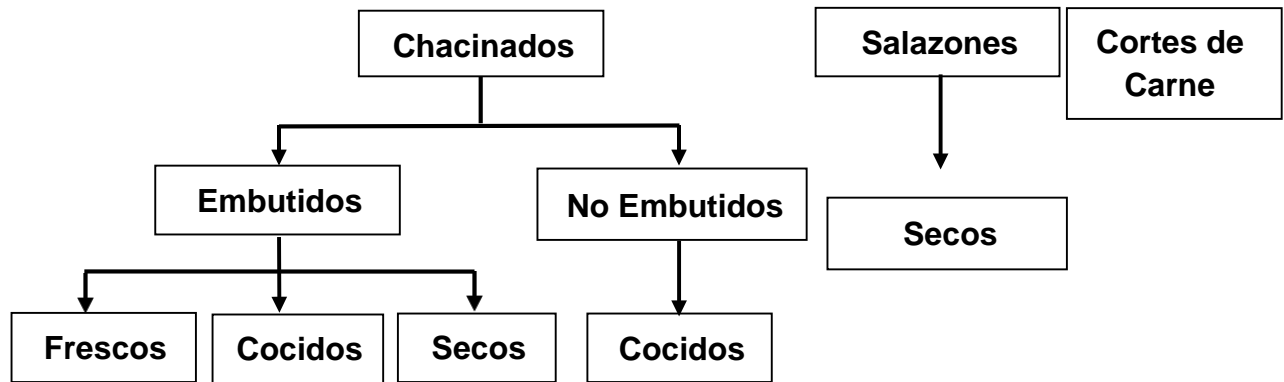 Chacinados
Salazones
Cortes de
Carne
Embutidos
No Embutidos
Secos
Frescos
Cocidos
Secos
Cocidos